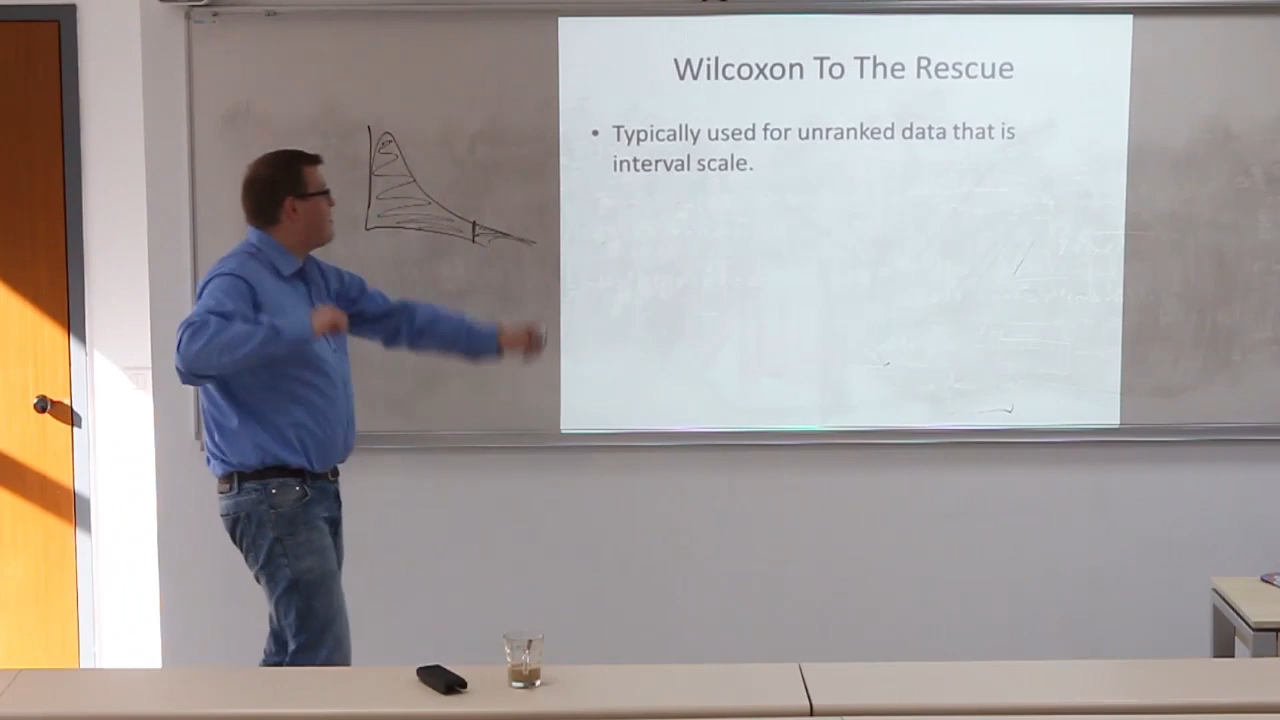 Wilcoxon To The Rescue
• Typically used for unranked data that is
interval scale.